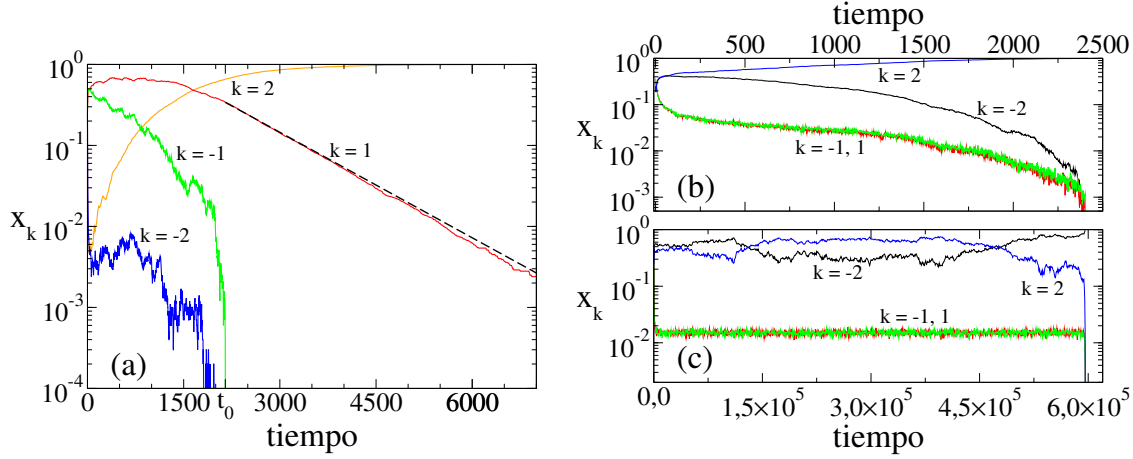 10^0
10^-1
x_k 10^-2
10^-3
10^-4
k = 2
k = -1
k = 1
k = -2
(a)
0 1500 t_0 3000 4500 6000
tiempo
tiempo
0 500 1000 1500 2000 2500
10^0
10^-1
x_k
10^-2
10^-3
k = 2
k = -2
k = -1, 1
(b)
10^0
x_k
10^-1
10^-2
k = -2
k = 2
k = -1, 1
(c)
0,0 1,5×10^5 3,0×10^5 4,5×10^5 6,0×10^5
tiempo